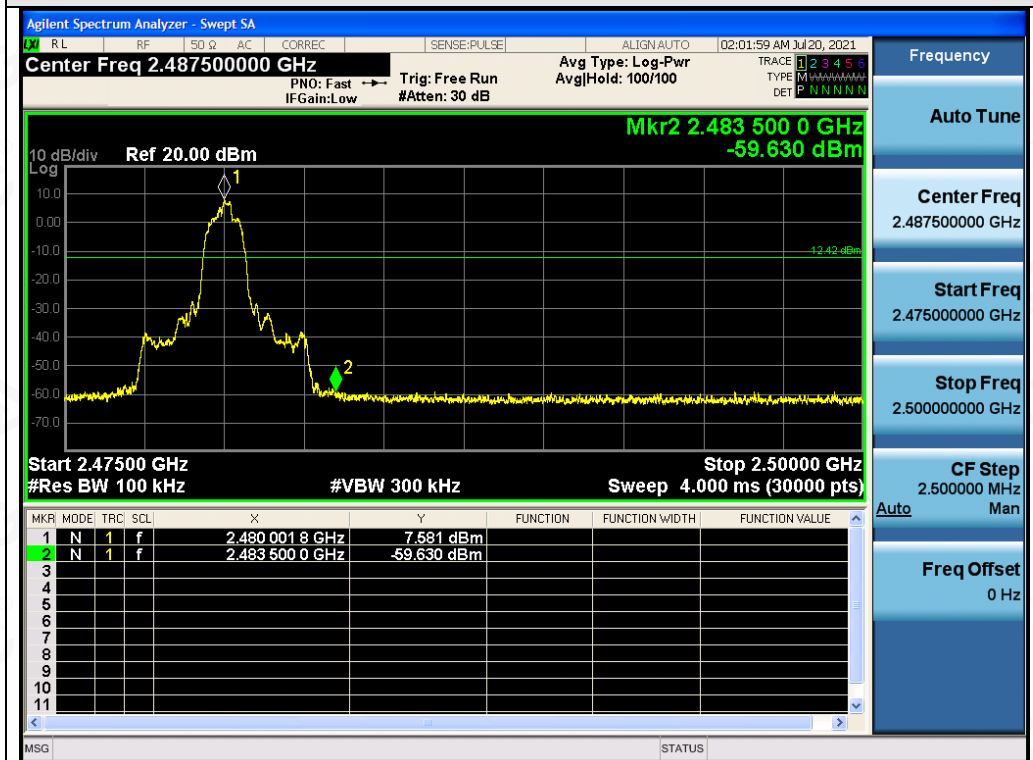 Agilent Spectrum Analyzer - Swept SA
LXI RL RF 50 Ω AC CORREC SENSE:PULSE ALIGN AUTO 02:01:59 AM Jul 20, 2021
Center Freq 2.487500000 GHz
PNO: Fast
IFGain:Low
Trig: Free Run
#Atten: 30 dB
Avg Type: Log-Pwr
Avg|Hold: 100/100
TRACE 1 2 3 4 5 6
TYPE M
DET P N N N N N
Mkr2 2.483 500 0 GHz
-59.630 dBm
10 dB/div Ref 20.00 dBm
Log
10.0
0.00
-10.0
-20.0
-30.0
-40.0
-50.0
-60.0
-70.0
1
2
-12.42 dBm
Start 2.47500 GHz Stop 2.50000 GHz
#Res BW 100 kHz #VBW 300 kHz Sweep 4.000 ms (30000 pts)
MKR MODE TRC SCL X Y FUNCTION FUNCTION WIDTH FUNCTION VALUE
1 N 1 f 2.480 001 8 GHz 7.581 dBm
2 N 1 f 2.483 500 0 GHz -59.630 dBm
3
4
5
6
7
8
9
10
11
MSG STATUS
Frequency
Auto Tune
Center Freq
2.487500000 GHz
Start Freq
2.475000000 GHz
Stop Freq
2.500000000 GHz
CF Step
2.500000 MHz
Auto Man
Freq Offset
0 Hz